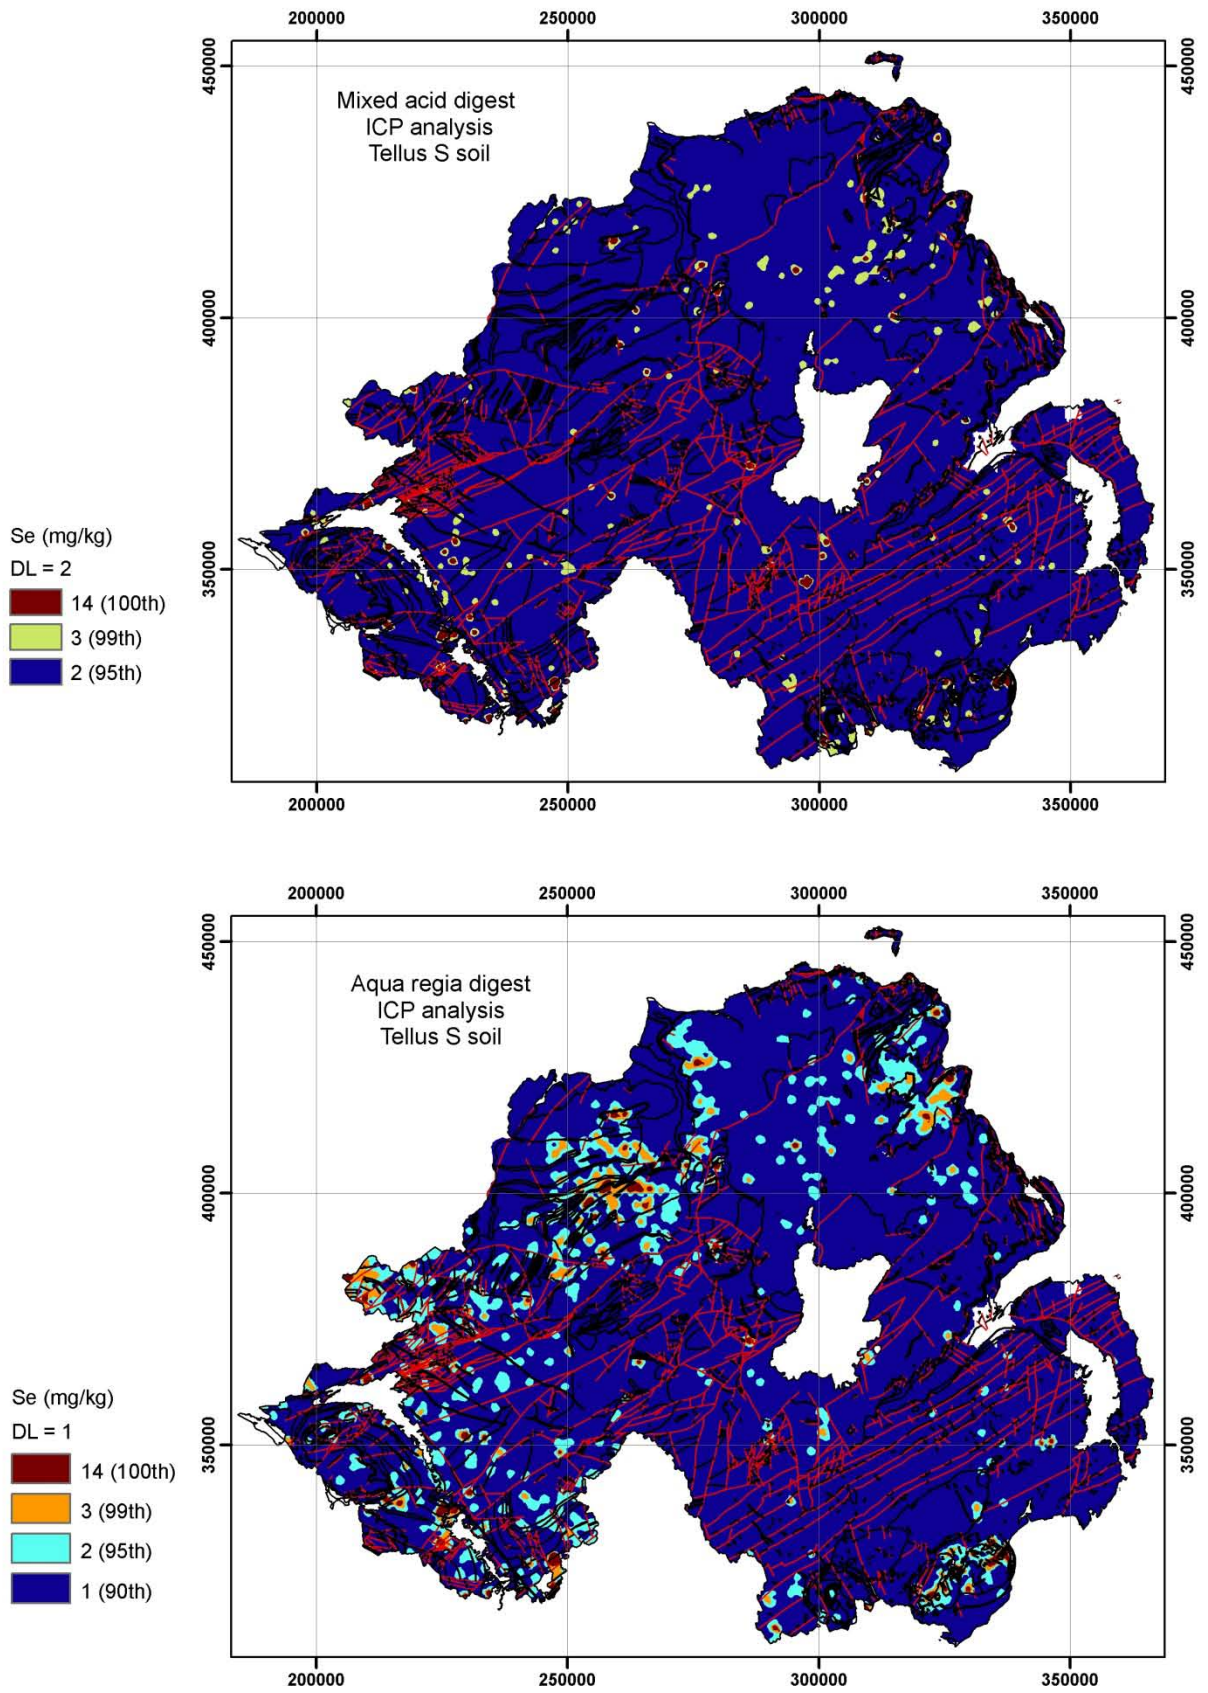 200000 250000 300000 350000
450000 450000
Mixed acid digest
ICP analysis
Tellus S soil
400000 400000
Se (mg/kg)
DL = 2
14 (100th)
3 (99th)
2 (95th)
350000 350000
200000 250000 300000 350000
200000 250000 300000 350000
450000 450000
Aqua regia digest
ICP analysis
Tellus S soil
400000 400000
Se (mg/kg)
DL = 1
14 (100th)
3 (99th)
2 (95th)
1 (90th)
350000 350000
200000 250000 300000 350000